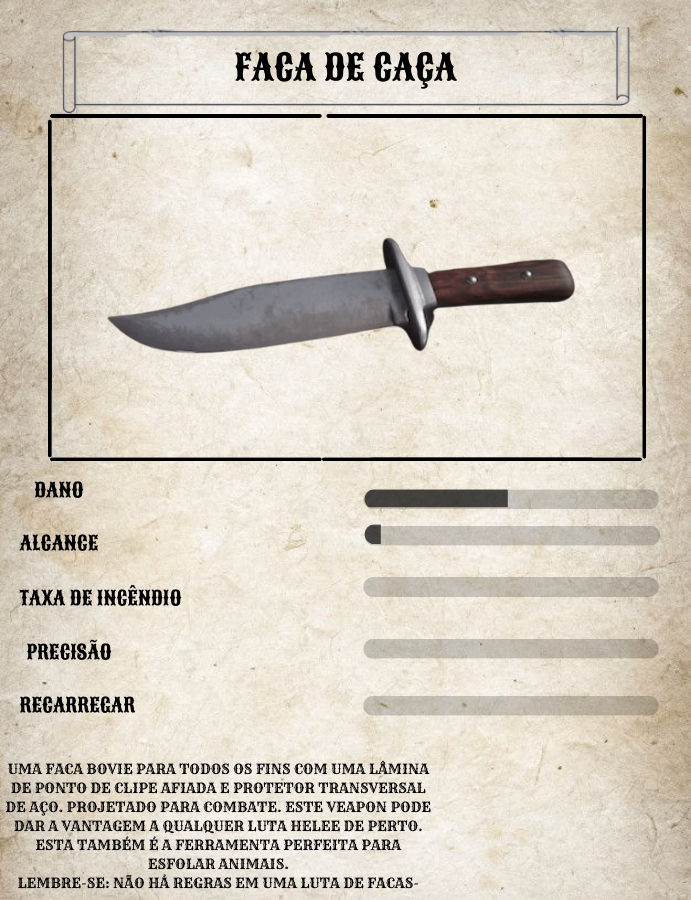 FACA DE CAÇA
DANO
ALCANCE
TAXA DE INCÊNDIO
PRECISÃO
RECARREGAR
UMA FACA BOVIE PARA TODOS OS FINS COM UMA LÂMINA
DE PONTO DE CLIPE AFIADA E PROTETOR TRANSVERSAL
DE AÇO. PROJETADO PARA COMBATE. ESTE VEAPON PODE
DAR A VANTAGEM A QUALQUER LUTA HELEE DE PERTO.
ESTA TAMBÉM É A FERRAMENTA PERFEITA PARA
ESFOLAR ANIMAIS.
LEMBRE-SE: NÃO HÁ REGRAS EM UMA LUTA DE FACAS-